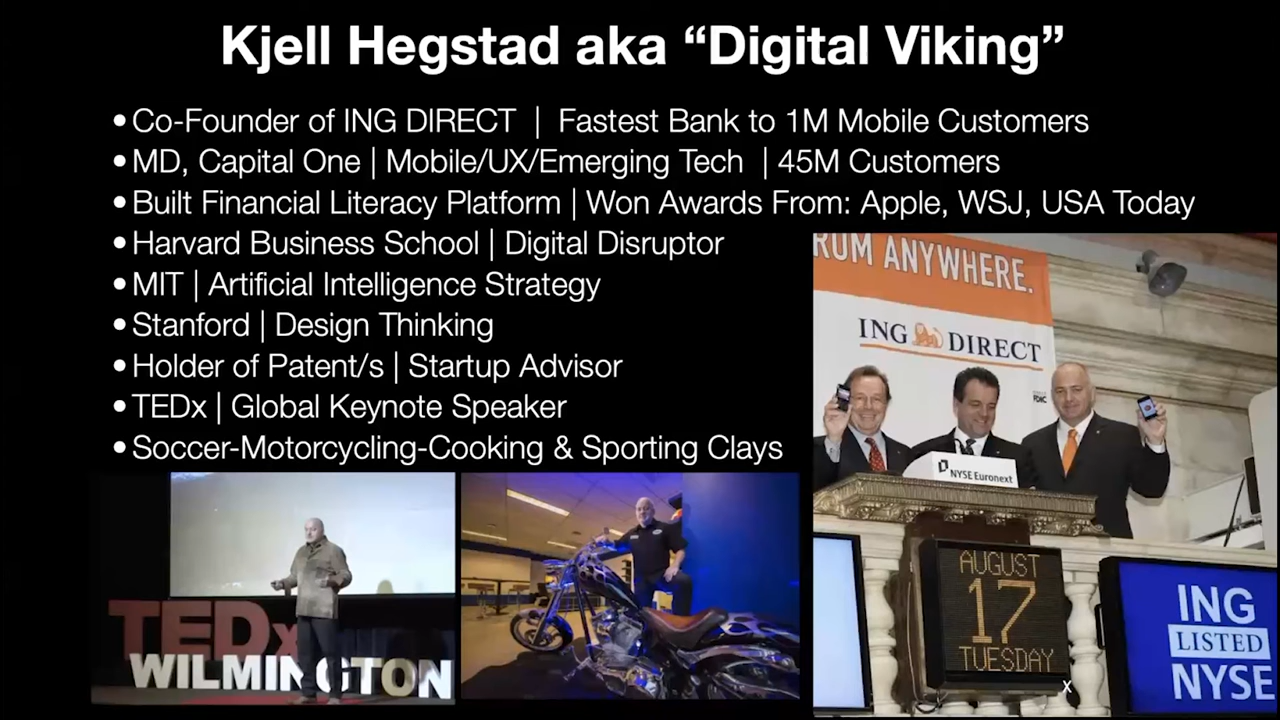 Kjell Hegstad aka “Digital Viking”
•Co-Founder of ING DIRECT | Fastest Bank to 1M Mobile Customers
•MD, Capital One | Mobile/UX/Emerging Tech | 45M Customers
•Built Financial Literacy Platform | Won Awards From: Apple, WSJ, USA Today
•Harvard Business School | Digital Disruptor
•MIT | Artificial Intelligence Strategy
•Stanford | Design Thinking
•Holder of Patent/s | Startup Advisor
•TEDx | Global Keynote Speaker
•Soccer-Motorcycling-Cooking & Sporting Clays
TEDx
WILMINGTON
ROM ANYWHERE.
ING DIRECT
FDIC
NYSE Euronext
AUGUST
17
TUESDAY
X
ING
LISTED
NYSE